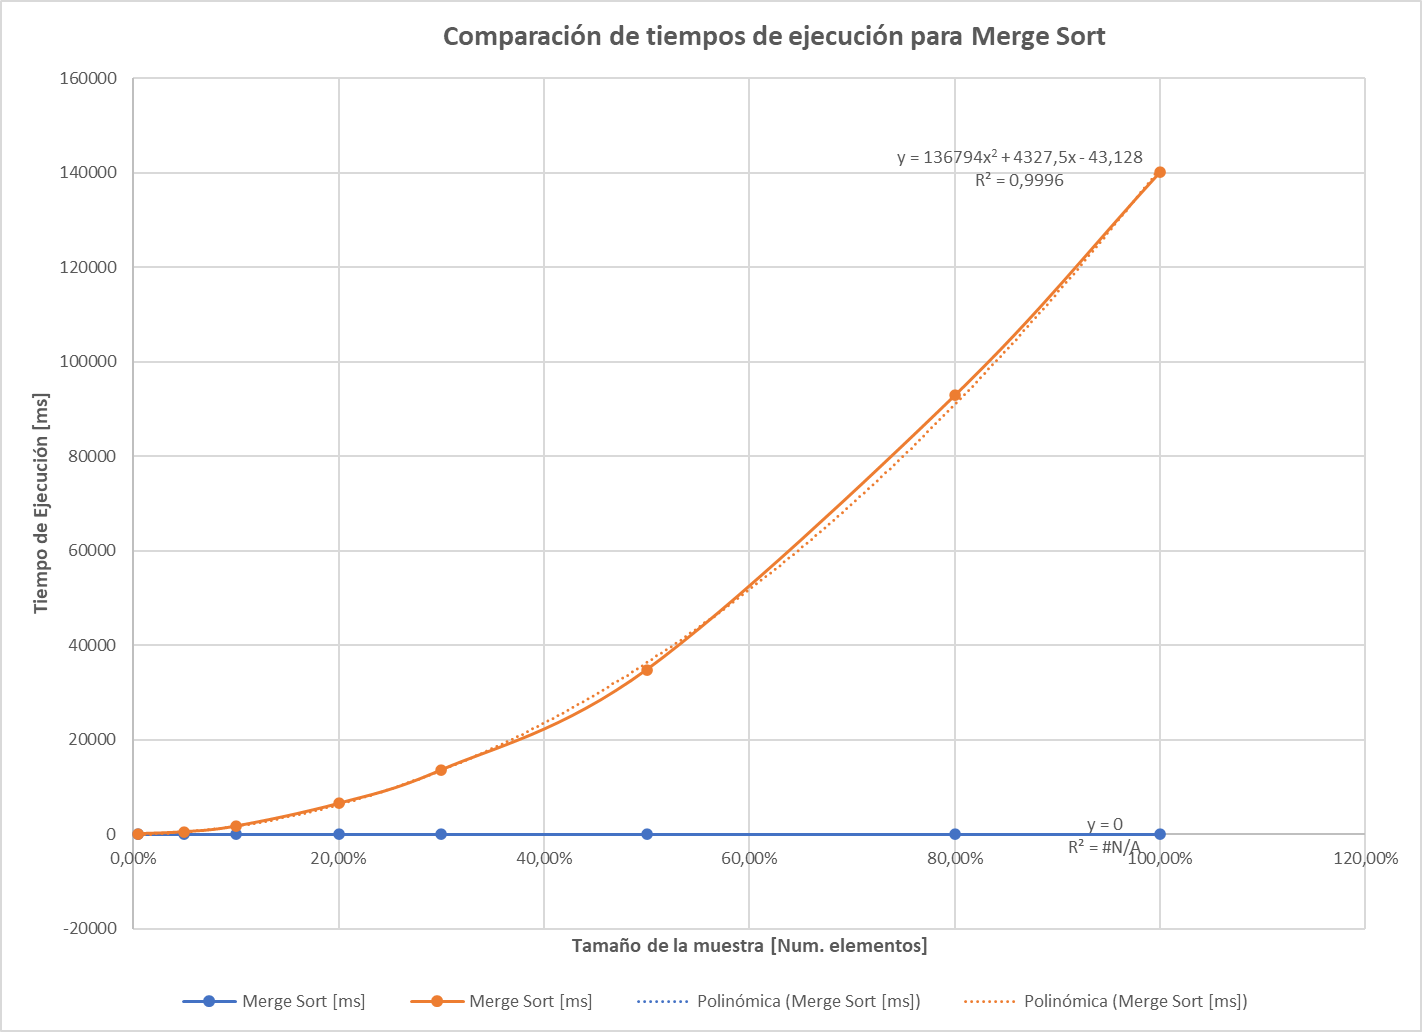 Comparación de tiempos de ejecución para Merge Sort
160000
140000
120000
100000
80000
60000
40000
20000
0
-20000
Tiempo de Ejecución [ms]
y = 136794x² + 4327,5x - 43,128
R² = 0,9996
y = 0
R² = #N/A
0,00% 20,00% 40,00% 60,00% 80,00% 100,00% 120,00%
Tamaño de la muestra [Num. elementos]
Merge Sort [ms] Merge Sort [ms] Polinómica (Merge Sort [ms]) Polinómica (Merge Sort [ms])